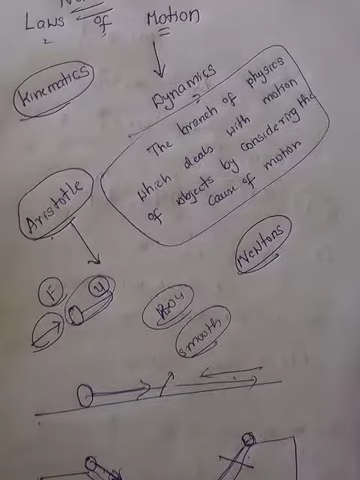 Laws of Motion
Kinematics
Dynamics
The branch of physics
which deals with motion
of objects by considering the
cause of motion
Aristotle
Newtons
F
smooth